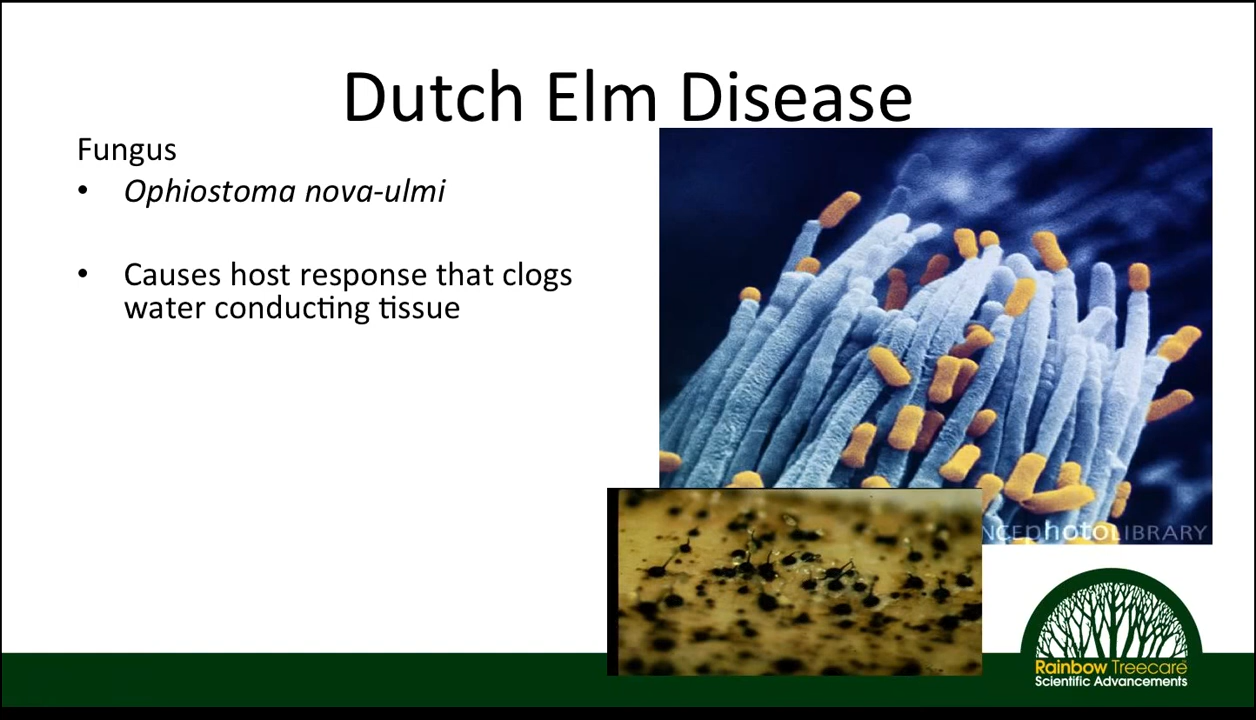 Dutch Elm Disease
Fungus
• Ophiostoma nova-ulmi
• Causes host response that clogs
water conducting tissue
NCEphotoLIBRARY
Rainbow Treecare
Scientific Advancements